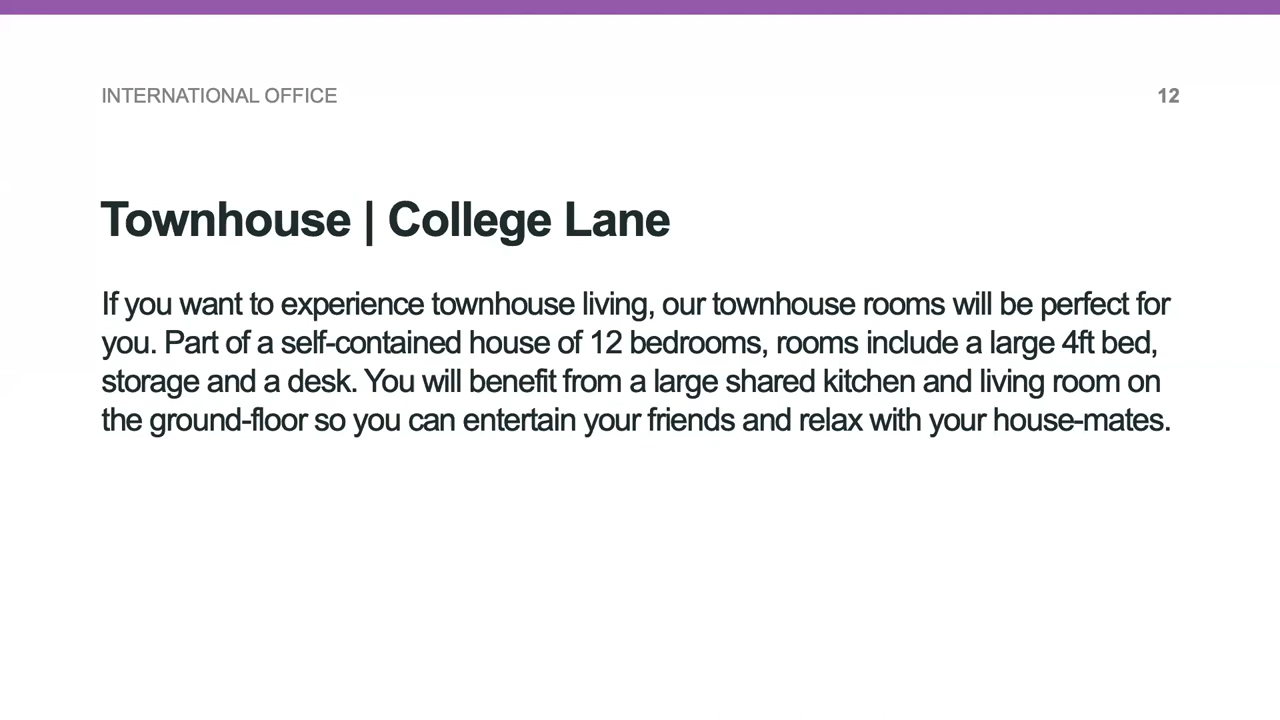 INTERNATIONAL OFFICE
12
Townhouse | College Lane
If you want to experience townhouse living, our townhouse rooms will be perfect for
you. Part of a self-contained house of 12 bedrooms, rooms include a large 4ft bed,
storage and a desk. You will benefit from a large shared kitchen and living room on
the ground-floor so you can entertain your friends and relax with your house-mates.